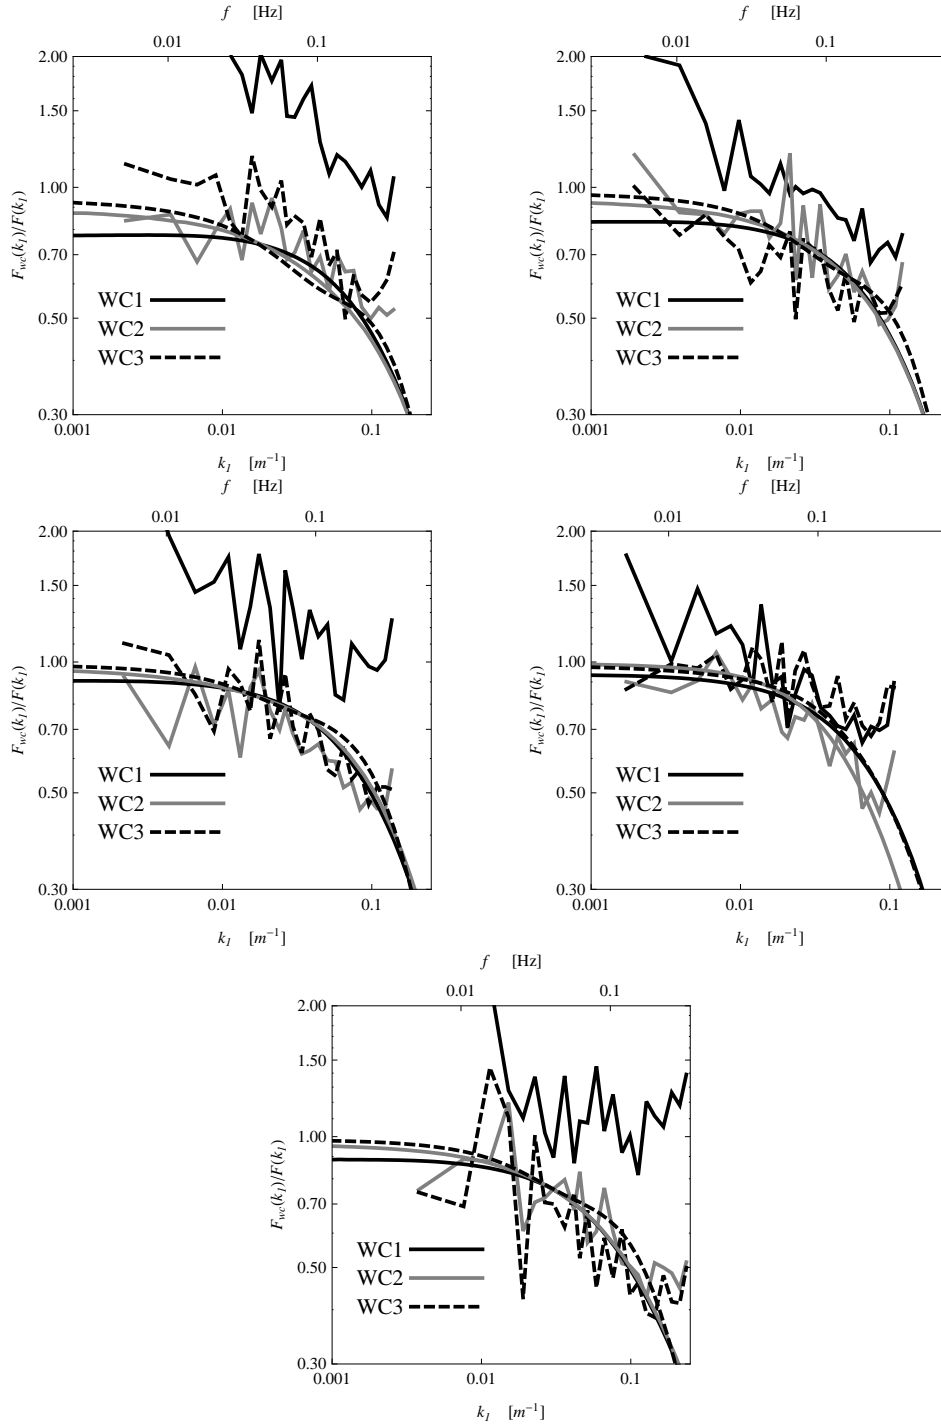 f [Hz]
0.01 0.1
2.00
1.50
1.00
0.70
0.50
0.30
F_wc(k_1)/F(k_1)
WC1
WC2
WC3
0.001 0.01 0.1
k_1 [m^{-1}]
f [Hz]
0.01 0.1
2.00
1.50
1.00
0.70
0.50
0.30
F_wc(k_1)/F(k_1)
WC1
WC2
WC3
0.001 0.01 0.1
k_1 [m^{-1}]
f [Hz]
0.01 0.1
2.00
1.50
1.00
0.70
0.50
0.30
F_wc(k_1)/F(k_1)
WC1
WC2
WC3
0.001 0.01 0.1
k_1 [m^{-1}]
f [Hz]
0.01 0.1
2.00
1.50
1.00
0.70
0.50
0.30
F_wc(k_1)/F(k_1)
WC1
WC2
WC3
0.001 0.01 0.1
k_1 [m^{-1}]
f [Hz]
0.01 0.1
2.00
1.50
1.00
0.70
0.50
0.30
F_wc(k_1)/F(k_1)
WC1
WC2
WC3
0.001 0.01 0.1
k_1 [m^{-1}]